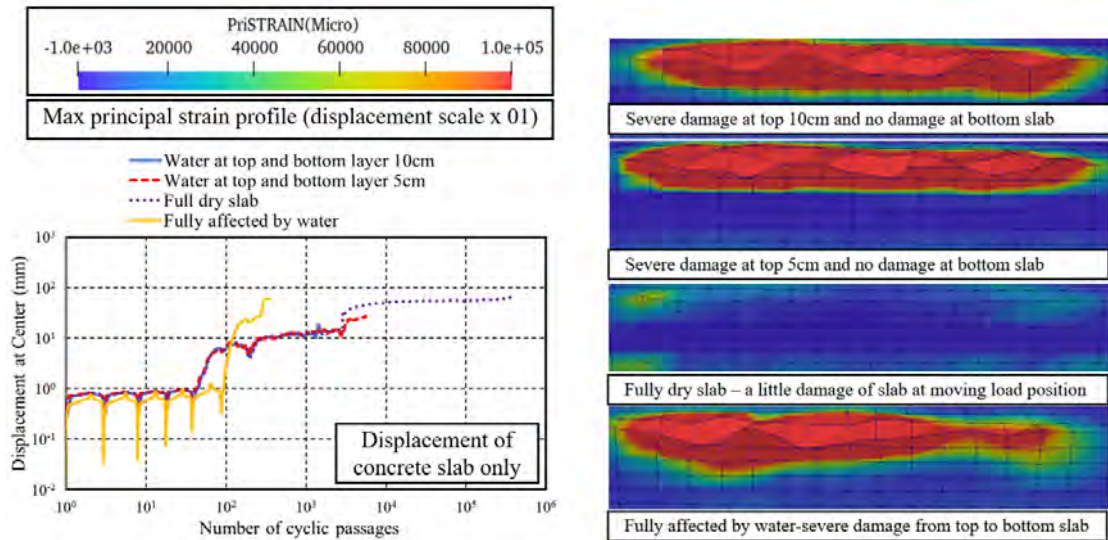 PriSTRAIN(Micro)
-1.0e+03 20000 40000 60000 80000 1.0e+05
Max principal strain profile (displacement scale x 01)
Water at top and bottom layer 10cm
Water at top and bottom layer 5cm
Full dry slab
Fully affected by water
Displacement at Center (mm)
10³
10²
10¹
10⁰
10⁻¹
10⁻²
Displacement of
concrete slab only
10⁰ 10¹ 10² 10³ 10⁴ 10⁵ 10⁶
Number of cyclic passages
Severe damage at top 10cm and no damage at bottom slab
Severe damage at top 5cm and no damage at bottom slab
Fully dry slab – a little damage of slab at moving load position
Fully affected by water-severe damage from top to bottom slab